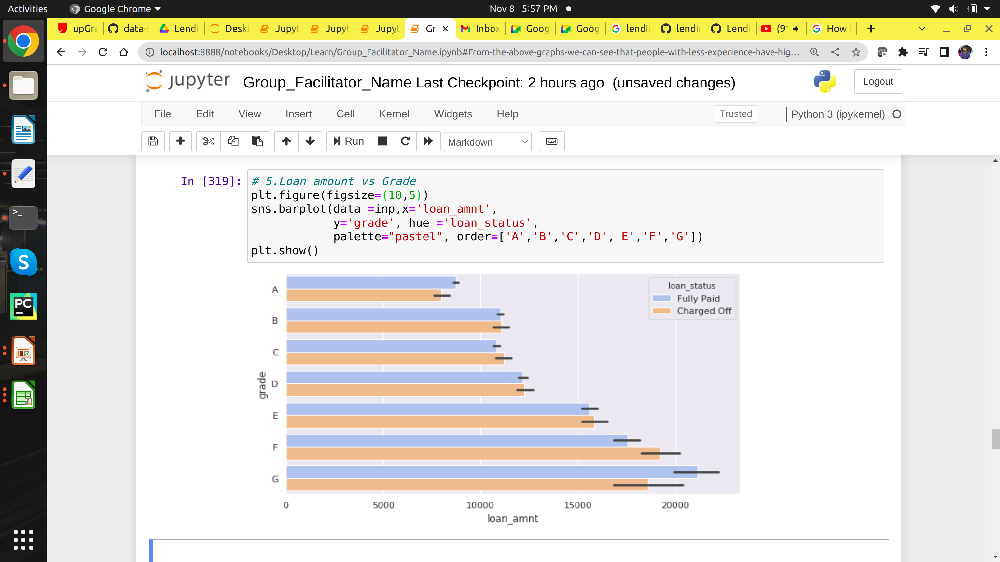 Activities Google Chrome Nov 8 5:57 PM
upGra data-s Lendi Deskt Jupyt Jupyt Jupyt Gr Inbox Goog Goog lendin lendin Lendi (9 How
localhost:8888/notebooks/Desktop/Learn/Group_Facilitator_Name.ipynb#From-the-above-graphs-we-can-see-that-people-with-less-experience-have-hig...
jupyter Group_Facilitator_Name Last Checkpoint: 2 hours ago (unsaved changes) Logout
File Edit View Insert Cell Kernel Widgets Help Trusted Python 3 (ipykernel)
Run Markdown
In [319]: # 5.Loan amount vs Grade
plt.figure(figsize=(10,5))
sns.barplot(data =inp,x='loan_amnt',
y='grade', hue ='loan_status',
palette="pastel", order=['A','B','C','D','E','F','G'])
plt.show()
loan_status
Fully Paid
Charged Off
A
B
C
D
E
F
G
grade
0 5000 10000 15000 20000
loan_amnt
>_
S
PC